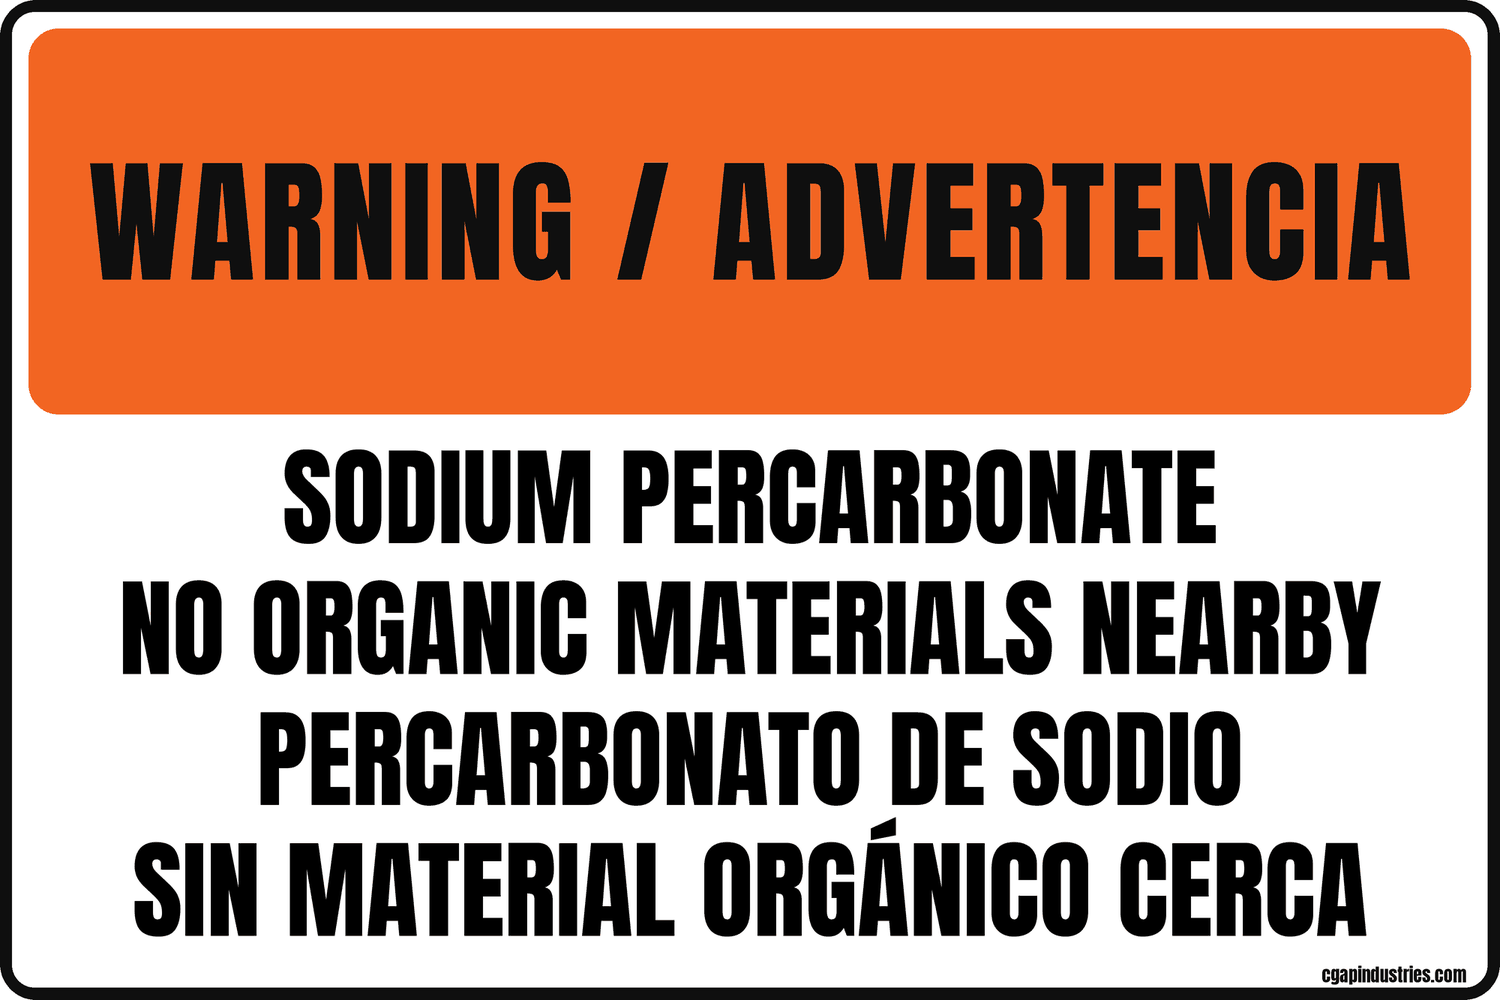 WARNING / ADVERTENCIA
SODIUM PERCARBONATE
NO ORGANIC MATERIALS NEARBY
PERCARBONATO DE SODIO
SIN MATERIAL ORGÁNICO CERCA
cgapindustries.com